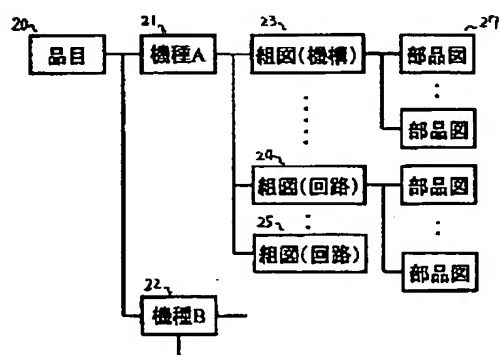 20 21 23 27
品目 機種A 組図(機構) 部品図
部品図
24
組図(回路) 部品図
25
組図(回路)
部品図
22
機種B